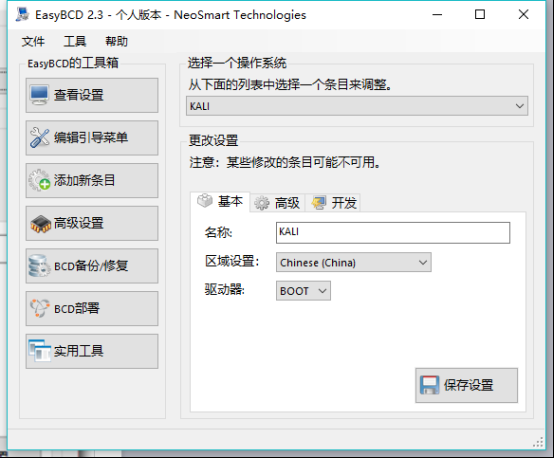 EasyBCD 2.3 - 个人版本 - NeoSmart Technologies
文件 工具 帮助
EasyBCD的工具箱
查看设置
编辑引导菜单
添加新条目
高级设置
BCD备份/修复
BCD部署
实用工具
选择一个操作系统
从下面的列表中选择一个条目来调整。
KALI
更改设置
注意：某些修改的条目可能不可用。
基本 高级 开发
名称: KALI
区域设置: Chinese (China)
驱动器: BOOT
保存设置